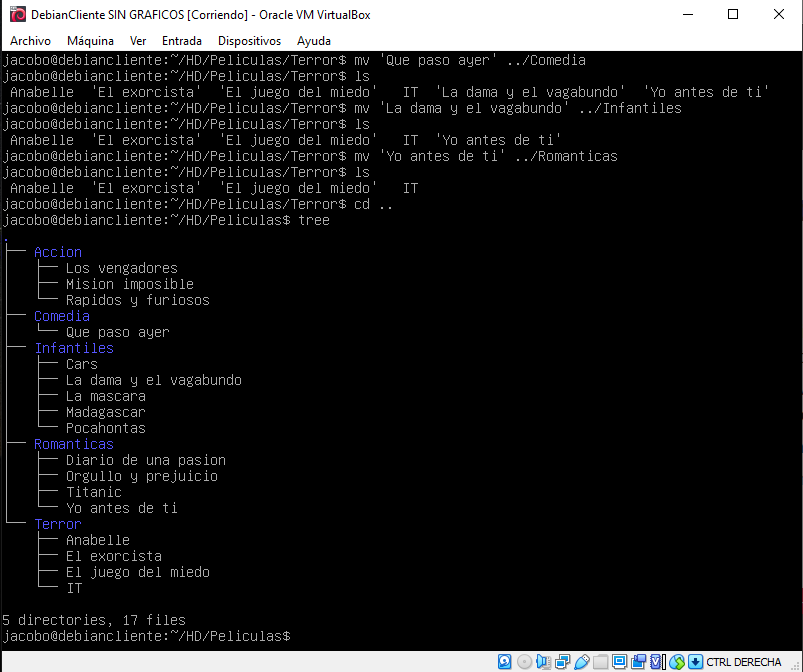 DebianCliente SIN GRAFICOS [Corriendo] - Oracle VM VirtualBox
Archivo Máquina Ver Entrada Dispositivos Ayuda
jacobo@debiancliente:~/HD/Peliculas/Terror$ mv 'Que paso ayer' ../Comedia
jacobo@debiancliente:~/HD/Peliculas/Terror$ ls
Anabelle 'El exorcista' 'El juego del miedo' IT 'La dama y el vagabundo' 'Yo antes de ti'
jacobo@debiancliente:~/HD/Peliculas/Terror$ mv 'La dama y el vagabundo' ../Infantiles
jacobo@debiancliente:~/HD/Peliculas/Terror$ ls
Anabelle 'El exorcista' 'El juego del miedo' IT 'Yo antes de ti'
jacobo@debiancliente:~/HD/Peliculas/Terror$ mv 'Yo antes de ti' ../Romanticas
jacobo@debiancliente:~/HD/Peliculas/Terror$ ls
Anabelle 'El exorcista' 'El juego del miedo' IT
jacobo@debiancliente:~/HD/Peliculas/Terror$ cd ..
jacobo@debiancliente:~/HD/Peliculas$ tree
.
├── Accion
│   ├── Los vengadores
│   ├── Mision imposible
│   └── Rapidos y furiosos
├── Comedia
│   └── Que paso ayer
├── Infantiles
│   ├── Cars
│   ├── La dama y el vagabundo
│   ├── La mascara
│   ├── Madagascar
│   └── Pocahontas
├── Romanticas
│   ├── Diario de una pasion
│   ├── Orgullo y prejuicio
│   ├── Titanic
│   └── Yo antes de ti
└── Terror
    ├── Anabelle
    ├── El exorcista
    ├── El juego del miedo
    └── IT
5 directories, 17 files
jacobo@debiancliente:~/HD/Peliculas$
CTRL DERECHA